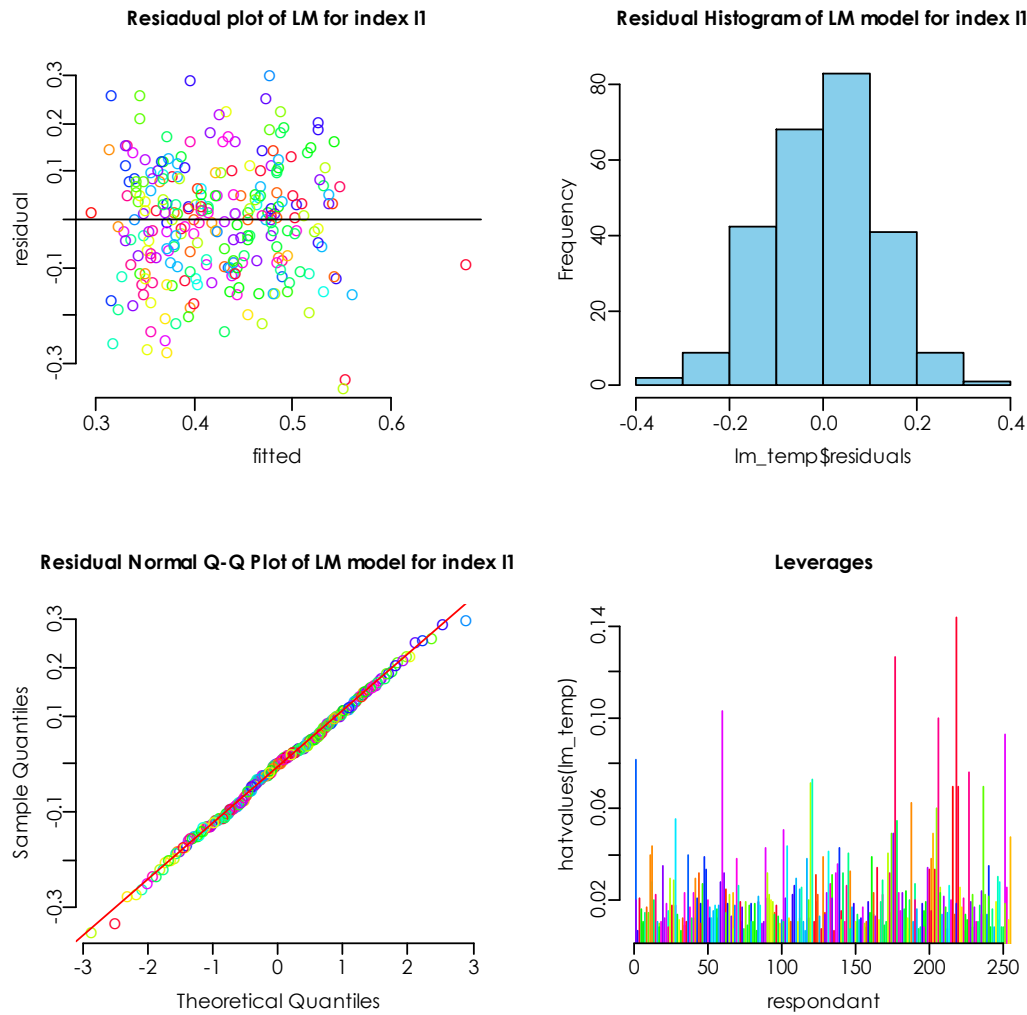 Resiadual plot of LM for index I1
0.3
0.2
0.1
-0.1
-0.3
residual
0.3 0.4 0.5 0.6
fitted
Residual Histogram of LM model for index I1
80
60
40
20
0
Frequency
-0.4 -0.2 0.0 0.2 0.4
lm_temp$residuals
Residual Normal Q-Q Plot of LM model for index I1
0.3
0.2
0.1
-0.1
-0.3
Sample Quantiles
-3 -2 -1 0 1 2 3
Theoretical Quantiles
Leverages
0.14
0.10
0.06
0.02
hatvalues(lm_temp)
0 50 100 150 200 250
respondant